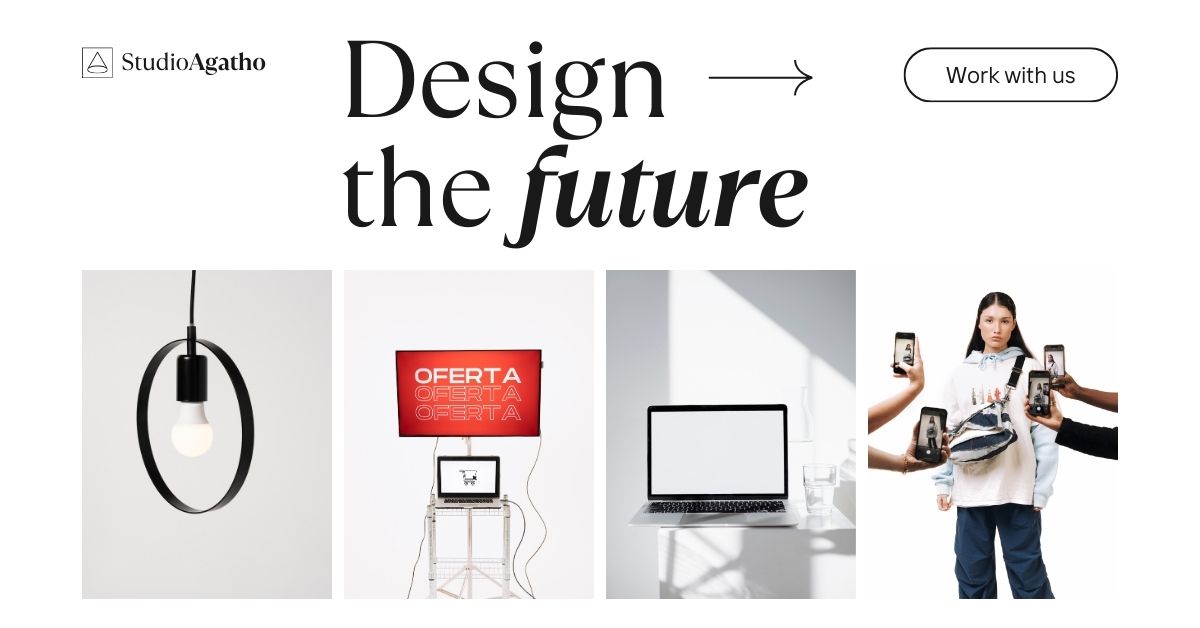 StudioAgatho
Design
the future
Work with us
OFERTA
OFERTA
OFERTA